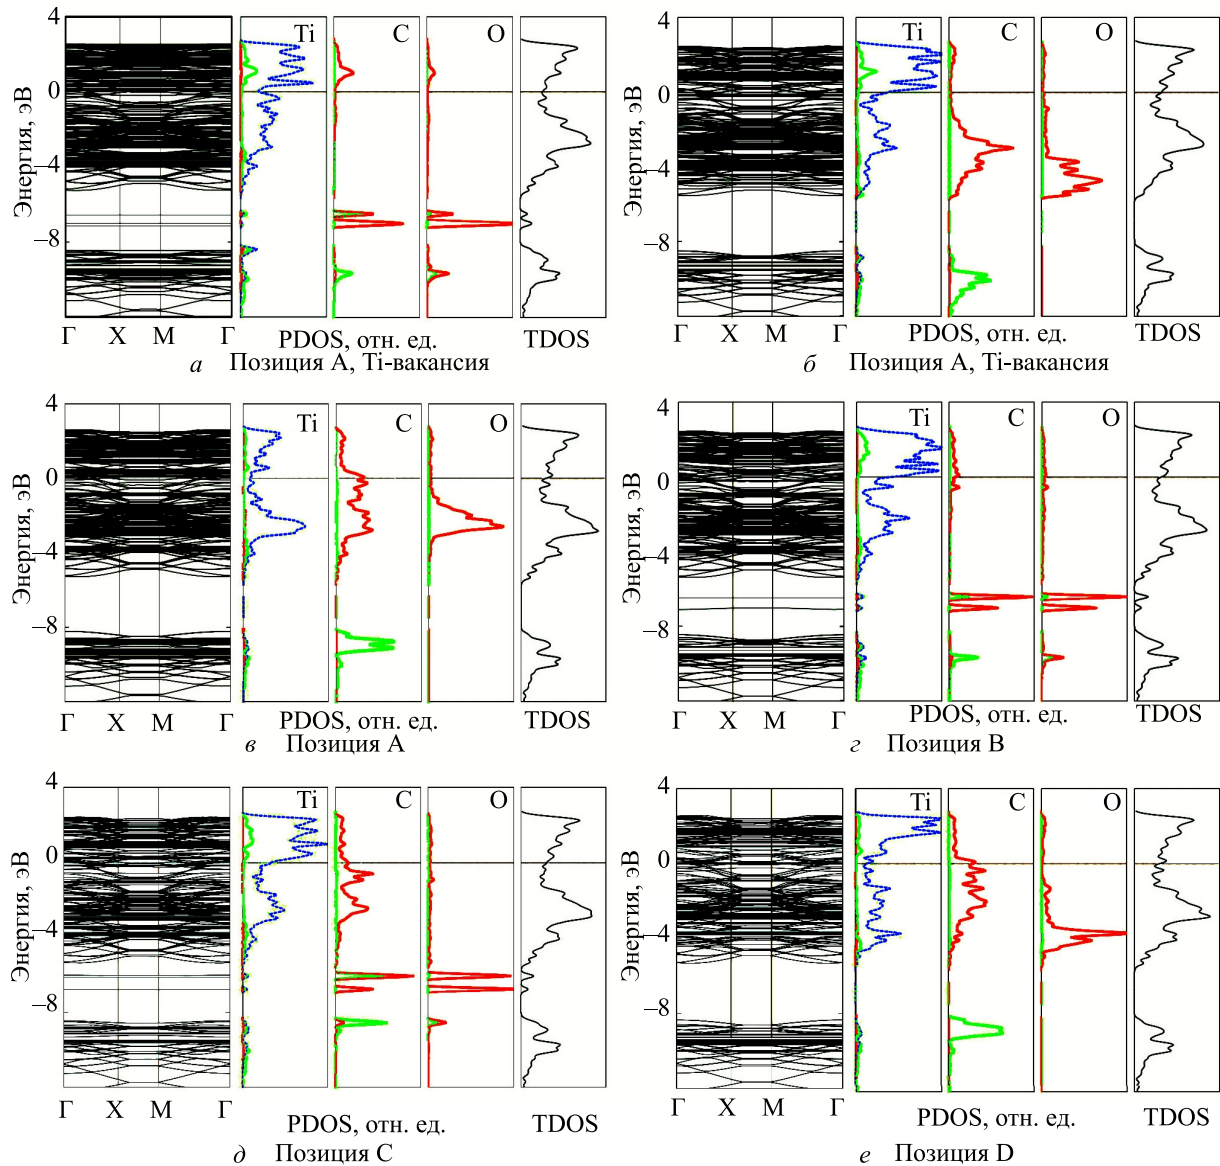 4
0
–4
–8
Энергия, эВ
Ti
C
O
Γ X M Γ
PDOS, отн. ед.
TDOS
а Позиция A, Ti-вакансия
4
0
–4
–8
Энергия, эВ
Ti
C
O
Γ X M Γ
PDOS, отн. ед.
TDOS
б Позиция A, Ti-вакансия
4
0
–4
–8
Энергия, эВ
Ti
C
O
Γ X M Γ
PDOS, отн. ед.
TDOS
в Позиция A
4
0
–4
–8
Энергия, эВ
Ti
C
O
Γ X M Γ
PDOS, отн. ед.
TDOS
г Позиция B
4
0
–4
–8
Энергия, эВ
Ti
C
O
Γ X M Γ
PDOS, отн. ед.
TDOS
д Позиция C
4
0
–4
–8
Энергия, эВ
Ti
C
O
Γ X M Γ
PDOS, отн. ед.
TDOS
е Позиция D